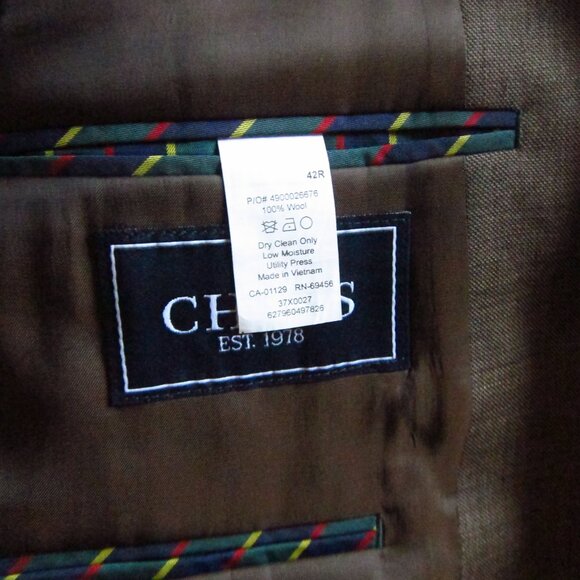 42R
P/O# 4900026676
100% Wool
Dry Clean Only
Low Moisture
Utility Press
Made in Vietnam
CA-01129 RN-69456
37X0027
627960497826
EST. 1978